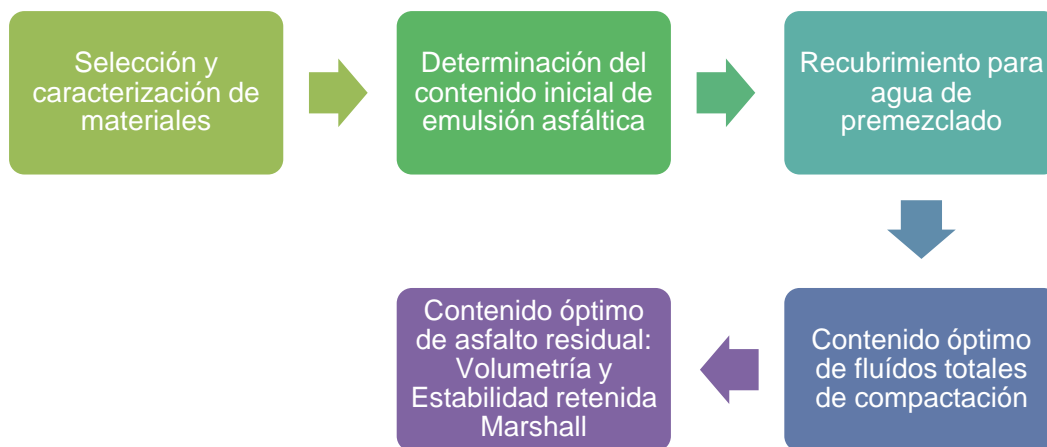 Selección y
caracterización de
materiales
Determinación del
contenido inicial de
emulsión asfáltica
Recubrimiento para
agua de
premezclado
Contenido óptimo
de fluídos totales
de compactación
Contenido óptimo
de asfalto residual:
Volumetría y
Estabilidad retenida
Marshall